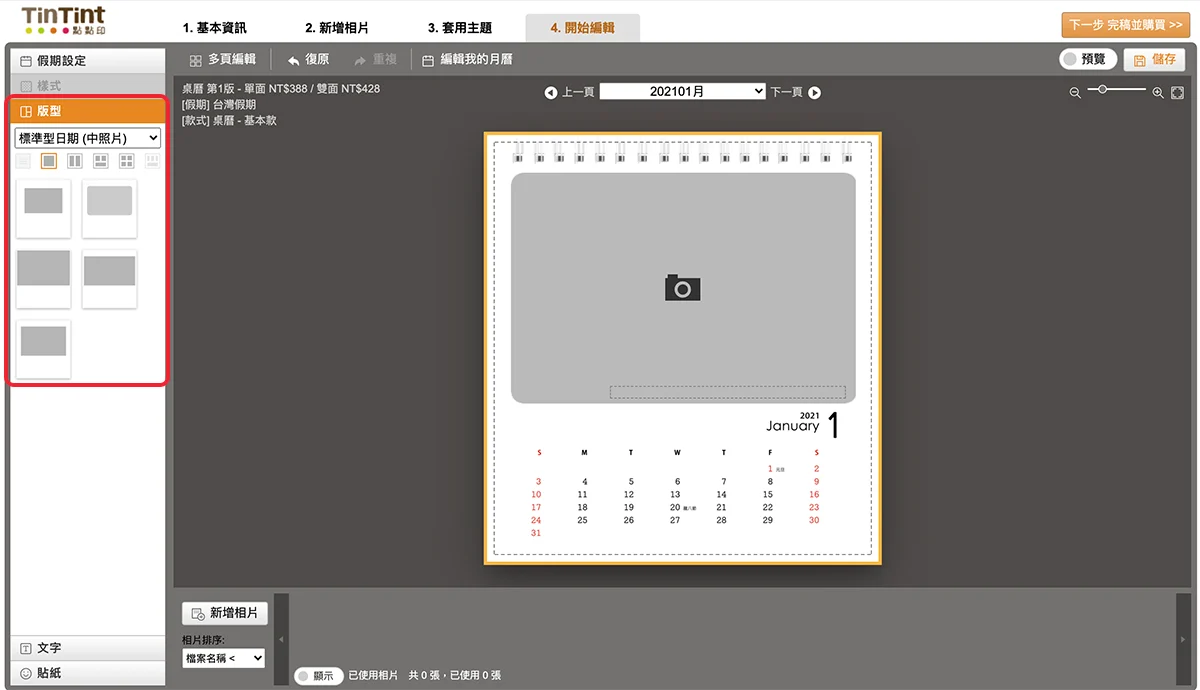 TinTint
點點印
1. 基本資訊
2. 新增相片
3. 套用主題
4. 開始編輯
下一步 完稿並購買 >>
假期設定
樣式
版型
標準型日期 (中照片)
多頁編輯
復原
重複
編輯我的月曆
預覽
儲存
桌曆 第1版 - 單面 NT$388 / 雙面 NT$428
[假期] 台灣假期
[款式] 桌曆 - 基本款
上一頁
202101月
下一頁
2021
January 1
S M T W T F S
1 元旦 2
3 4 5 6 7 8 9
10 11 12 13 14 15 16
17 18 19 20 臘八節 21 22 23
24 25 26 27 28 29 30
31
文字
貼紙
新增相片
相片排序:
檔案名稱 <
顯示
已使用相片 共 0 張，已使用 0 張